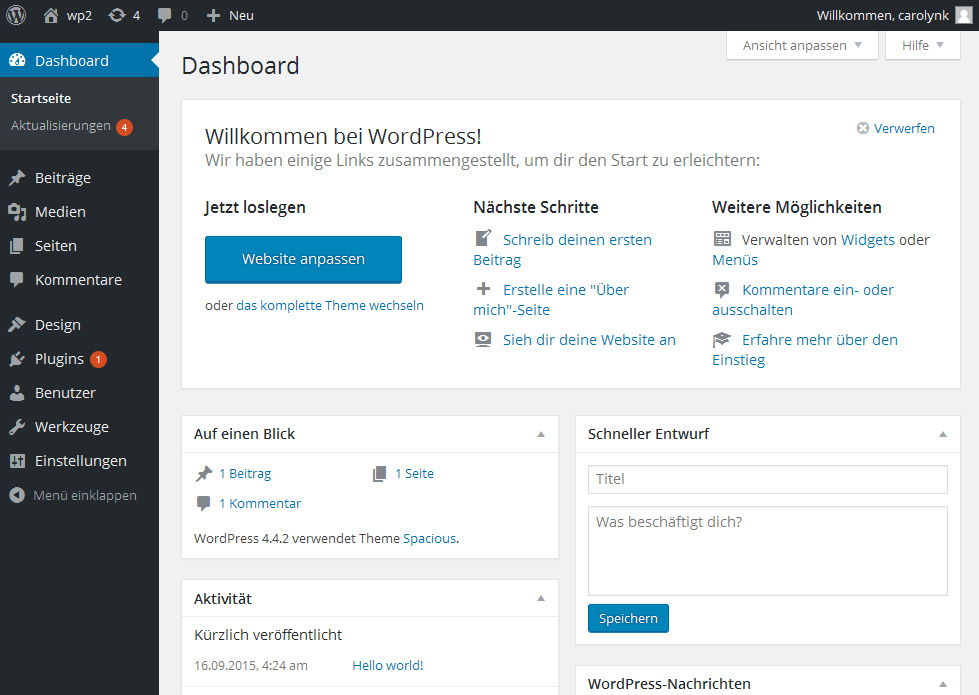 wp2 4 0 Neu Willkommen, carolynk
Ansicht anpassen Hilfe
Dashboard
Startseite
Aktualisierungen 4
Beiträge
Medien
Seiten
Kommentare
Design
Plugins 1
Benutzer
Werkzeuge
Einstellungen
Menü einklappen
Dashboard
Willkommen bei WordPress!
Verwerfen
Wir haben einige Links zusammengestellt, um dir den Start zu erleichtern:
Jetzt loslegen
Website anpassen
oder das komplette Theme wechseln
Nächste Schritte
Schreib deinen ersten
Beitrag
Erstelle eine "Über
mich"-Seite
Sieh dir deine Website an
Weitere Möglichkeiten
Verwalten von Widgets oder
Menüs
Kommentare ein- oder
ausschalten
Erfahre mehr über den
Einstieg
Auf einen Blick
1 Beitrag 1 Seite
1 Kommentar
WordPress 4.4.2 verwendet Theme Spacious.
Aktivität
Kürzlich veröffentlicht
16.09.2015, 4:24 am Hello world!
Schneller Entwurf
Titel
Was beschäftigt dich?
Speichern
WordPress-Nachrichten